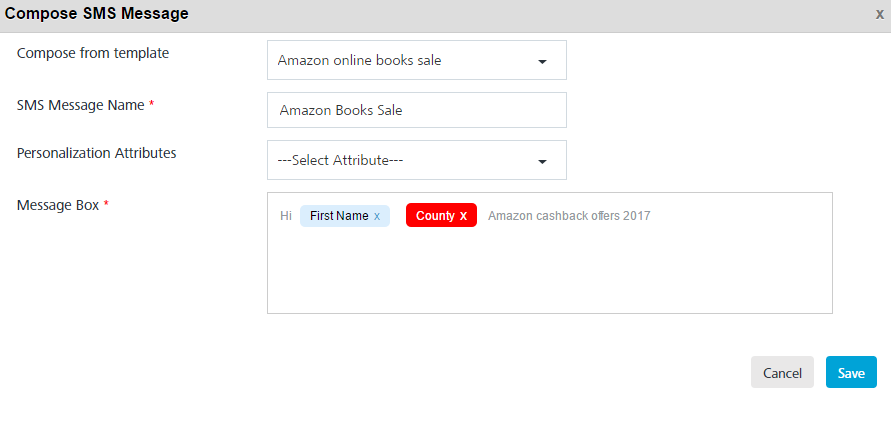 Compose SMS Message x
Compose from template Amazon online books sale
SMS Message Name * Amazon Books Sale
Personalization Attributes ---Select Attribute---
Message Box * Hi First Name x County x Amazon cashback offers 2017
Cancel Save